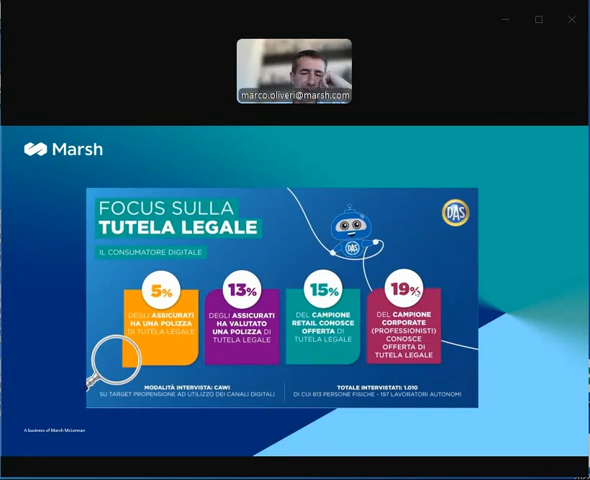 marco.oliveri@marsh.com
Marsh
FOCUS SULLA
TUTELA LEGALE
IL CONSUMATORE DIGITALE
DAS
DAS
5%
DEGLI ASSICURATI
HA UNA POLIZZA
DI TUTELA LEGALE
13%
DEGLI ASSICURATI
HA VALUTATO
UNA POLIZZA DI
TUTELA LEGALE
15%
DEL CAMPIONE
RETAIL CONOSCE
OFFERTA DI
TUTELA LEGALE
19%
DEL CAMPIONE
CORPORATE
(PROFESSIONISTI)
CONOSCE
OFFERTA DI
TUTELA LEGALE
MODALITÀ INTERVISTA: CAWI
SU TARGET PROPENSIONE AD UTILIZZO DEI CANALI DIGITALI
TOTALE INTERVISTATI: 1.010
DI CUI 813 PERSONE FISICHE - 197 LAVORATORI AUTONOMI
A business of Marsh McLennan